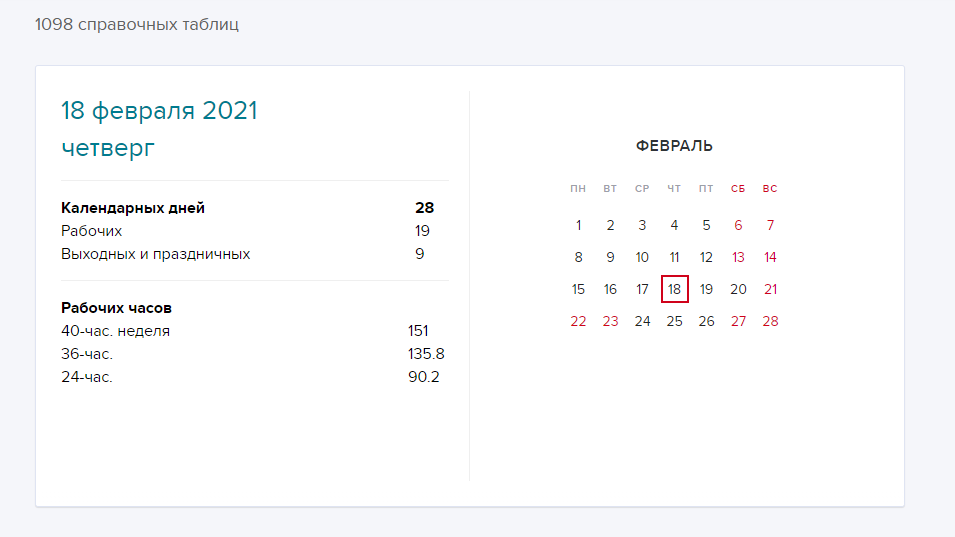 1098 справочных таблиц
18 февраля 2021
четверг
Календарных дней 28
Рабочих 19
Выходных и праздничных 9
Рабочих часов
40-час. неделя 151
36-час. 135.8
24-час. 90.2
ФЕВРАЛЬ
ПН ВТ СР ЧТ ПТ СБ ВС
1 2 3 4 5 6 7
8 9 10 11 12 13 14
15 16 17 18 19 20 21
22 23 24 25 26 27 28